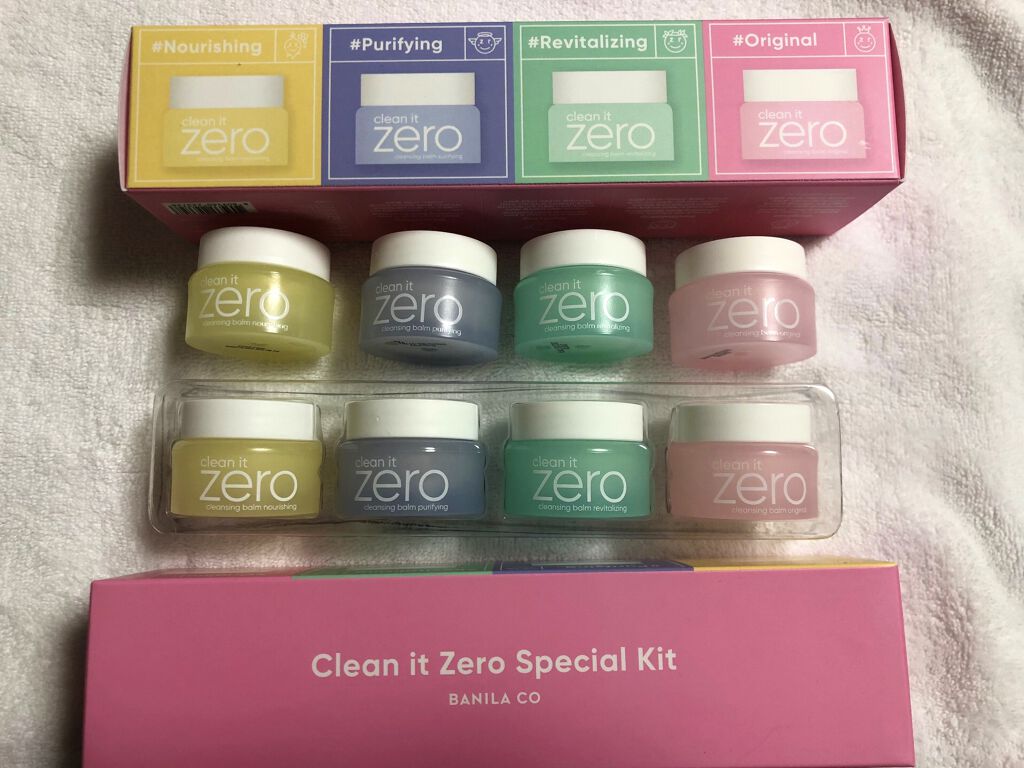 #Nourishing
#Purifying
#Revitalizing
#Original
clean it
zero
cleansing balm nourishing
clean it
zero
cleansing balm purifying
clean it
zero
cleansing balm revitalizing
clean it
zero
cleansing balm original
clean it
zero
cleansing balm nourishing
clean it
zero
cleansing balm purifying
clean it
zero
cleansing balm revitalizing
clean it
zero
cleansing balm original
clean it
zero
cleansing balm nourishing
clean it
zero
cleansing balm purifying
clean it
zero
cleansing balm revitalizing
clean it
zero
cleansing balm original
Clean it Zero Special Kit
BANILA CO